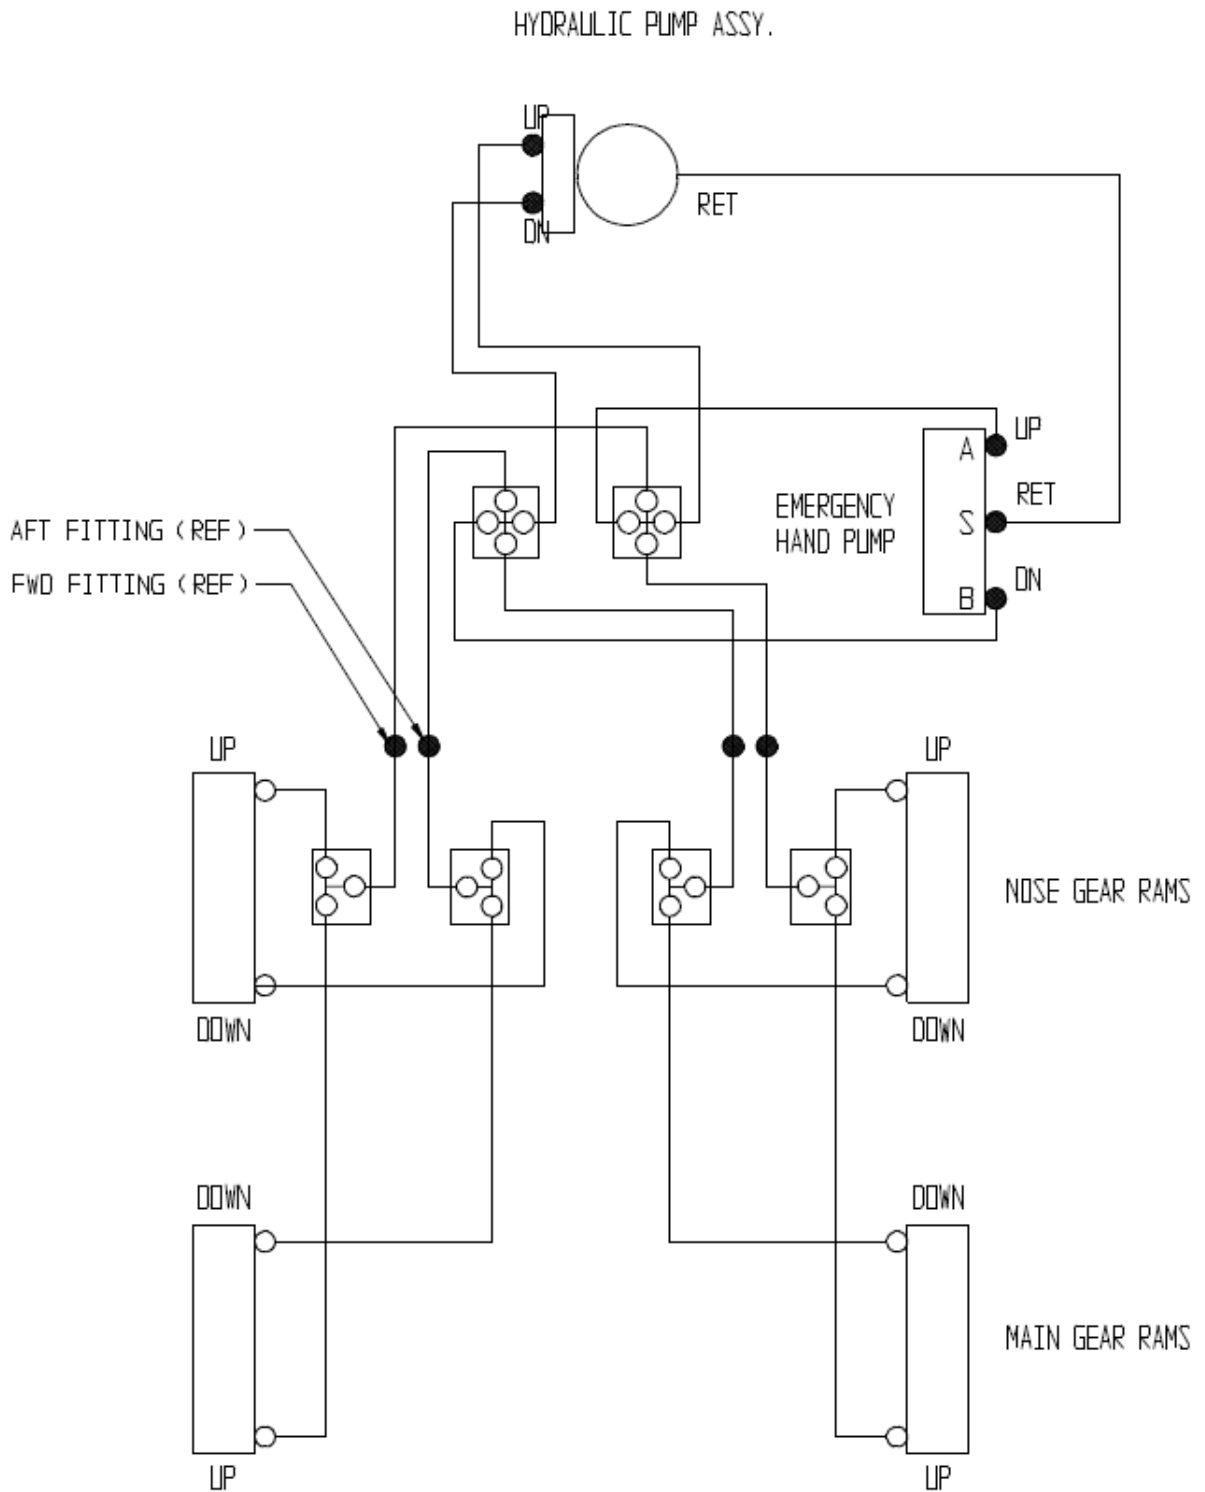 HYDRAULIC PUMP ASSY.
UP
DN
RET
A
UP
RET
S
EMERGENCY
HAND PUMP
B
DN
AFT FITTING (REF)
FWD FITTING (REF)
UP
UP
NOSE GEAR RAMS
DOWN
DOWN
DOWN
DOWN
MAIN GEAR RAMS
UP
UP